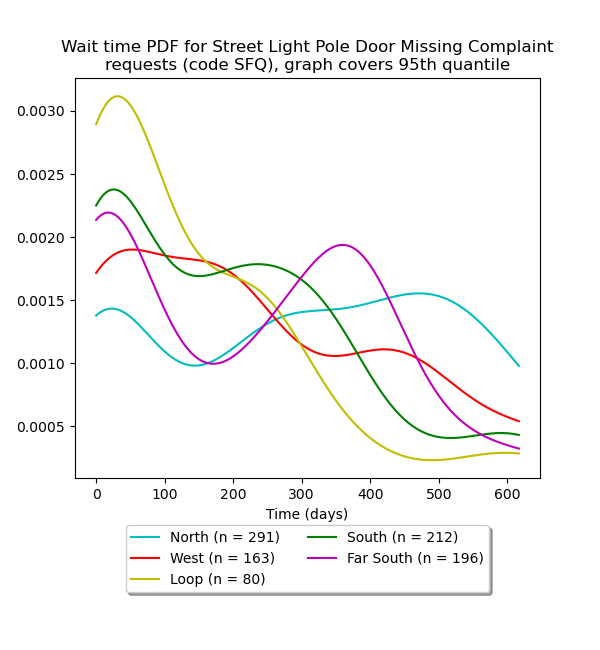 Wait time PDF for Street Light Pole Door Missing Complaint
requests (code SFQ), graph covers 95th quantile
0.0030
0.0025
0.0020
0.0015
0.0010
0.0005
0 100 200 300 400 500 600
Time (days)
North (n = 291) South (n = 212)
West (n = 163) Far South (n = 196)
Loop (n = 80)